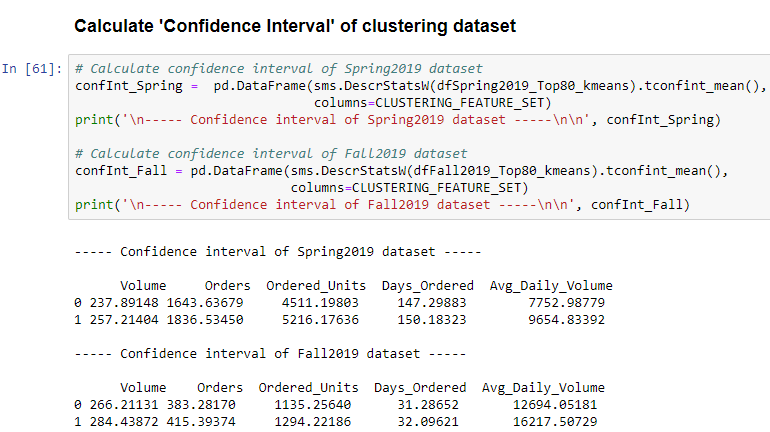 Calculate 'Confidence Interval' of clustering dataset
In [61]: # Calculate confidence interval of Spring2019 dataset
confInt_Spring =  pd.DataFrame(sms.DescrStatsW(dfSpring2019_Top80_kmeans).tconfint_mean(),
columns=CLUSTERING_FEATURE_SET)
print('\n----- Confidence interval of Spring2019 dataset -----\n\n', confInt_Spring)
# Calculate confidence interval of Fall2019 dataset
confInt_Fall = pd.DataFrame(sms.DescrStatsW(dfFall2019_Top80_kmeans).tconfint_mean(),
columns=CLUSTERING_FEATURE_SET)
print('\n----- Confidence interval of Fall2019 dataset -----\n\n', confInt_Fall)
----- Confidence interval of Spring2019 dataset -----
Volume Orders Ordered_Units Days_Ordered Avg_Daily_Volume
0 237.89148 1643.63679 4511.19803 147.29883 7752.98779
1 257.21404 1836.53450 5216.17636 150.18323 9654.83392
----- Confidence interval of Fall2019 dataset -----
Volume Orders Ordered_Units Days_Ordered Avg_Daily_Volume
0 266.21131 383.28170 1135.25640 31.28652 12694.05181
1 284.43872 415.39374 1294.22186 32.09621 16217.50729